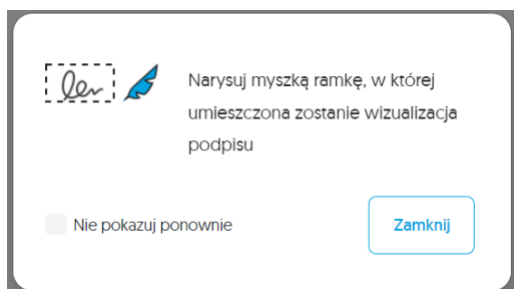 Narysuj myszką ramkę, w której
umieszczona zostanie wizualizacja
podpisu
Nie pokazuj ponownie
Zamknij